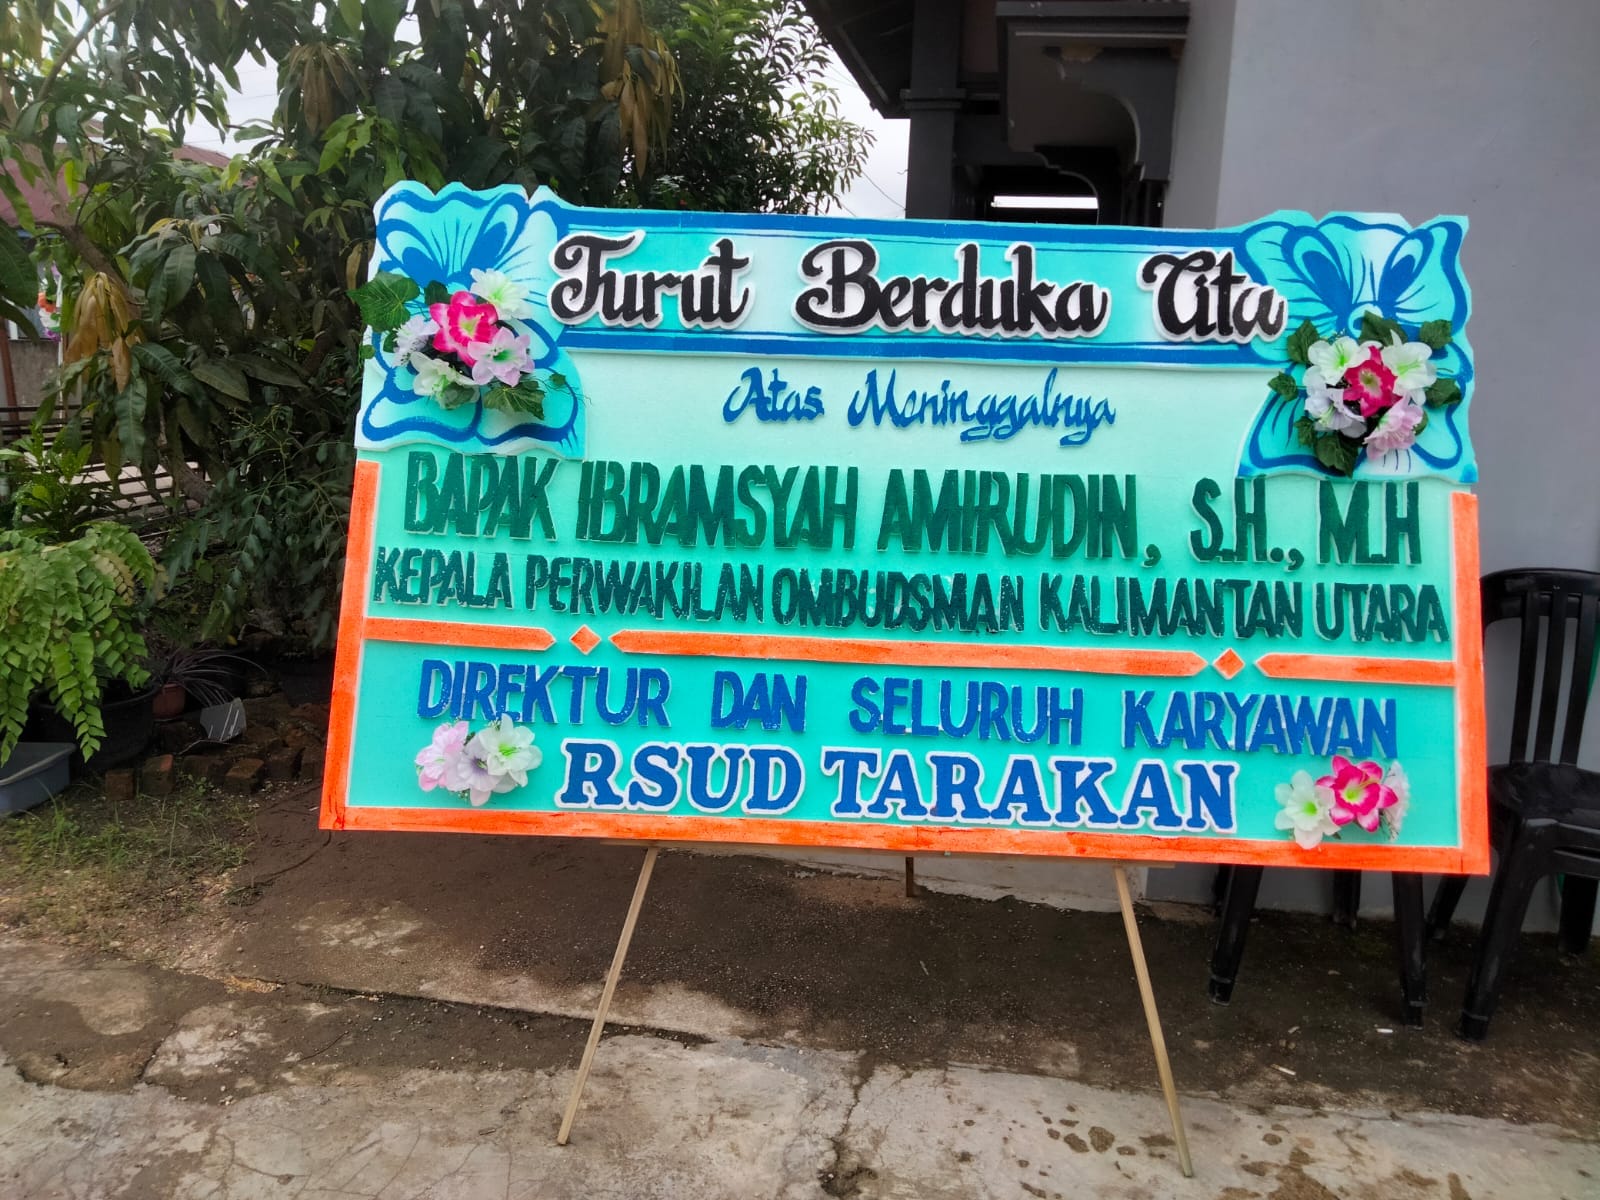 Turut Berduka Cita
Atas Meninggalnya
BAPAK IBRAMSYAH AMIRUDIN, S.H., M.H
KEPALA PERWAKILAN OMBUDSMAN KALIMANTAN UTARA
DIREKTUR DAN SELURUH KARYAWAN
RSUD TARAKAN